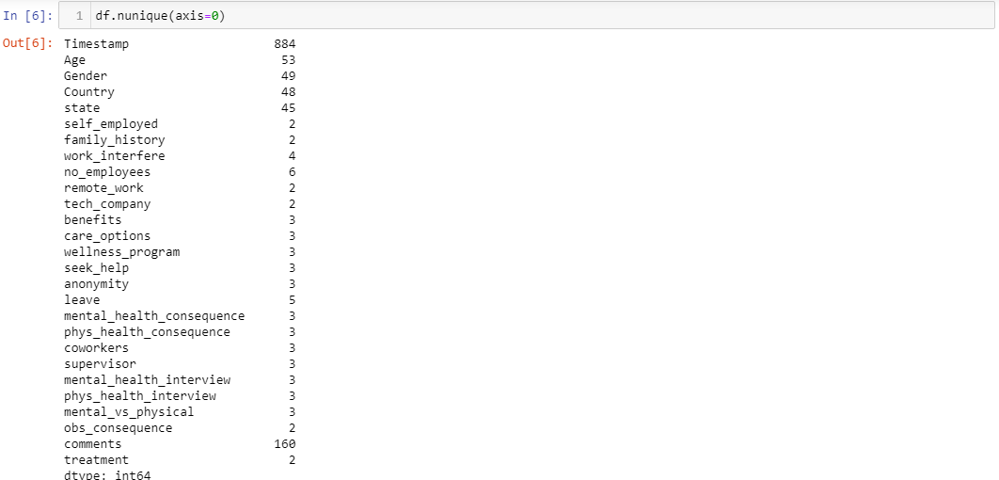 In [6]: 1 df.nunique(axis=0)
Out[6]: Timestamp 884
Age 53
Gender 49
Country 48
state 45
self_employed 2
family_history 2
work_interfere 4
no_employees 6
remote_work 2
tech_company 2
benefits 3
care_options 3
wellness_program 3
seek_help 3
anonymity 3
leave 5
mental_health_consequence 3
phys_health_consequence 3
coworkers 3
supervisor 3
mental_health_interview 3
phys_health_interview 3
mental_vs_physical 3
obs_consequence 2
comments 160
treatment 2
dtype: int64